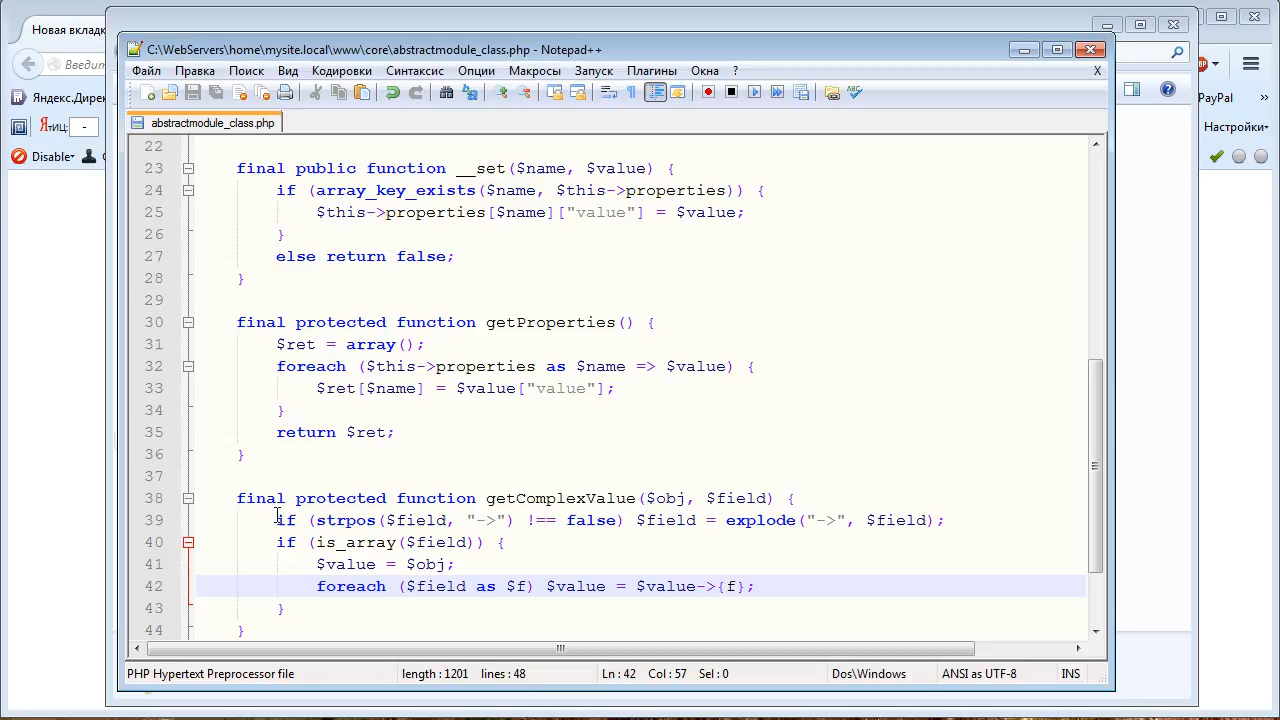 Новая вкладк
C:\WebServers\home\mysite.local\www\core\abstractmodule_class.php - Notepad++
Введит
Файл Правка Поиск Вид Кодировки Синтаксис Опции Макросы Запуск Плагины Окна ? X
Яндекс.Дирек
PayPal
abstractmodule_class.php
Настройки
Disable
22
23 final public function __set($name, $value) {
24 if (array_key_exists($name, $this->properties)) {
25 $this->properties[$name]["value"] = $value;
26 }
27 else return false;
28 }
29
30 final protected function getProperties() {
31 $ret = array();
32 foreach ($this->properties as $name => $value) {
33 $ret[$name] = $value["value"];
34 }
35 return $ret;
36 }
37
38 final protected function getComplexValue($obj, $field) {
39 if (strpos($field, "->") !== false) $field = explode("->", $field);
40 if (is_array($field)) {
41 $value = $obj;
42 foreach ($field as $f) $value = $value->{f};
43 }
44 }
PHP Hypertext Preprocessor file length : 1201 lines : 48 Ln : 42 Col : 57 Sel : 0 Dos\Windows ANSI as UTF-8 INS